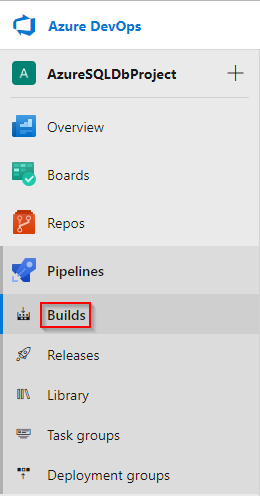 Azure DevOps
A AzureSQLDbProject
Overview
Boards
Repos
Pipelines
Builds
Releases
Library
Task groups
Deployment groups